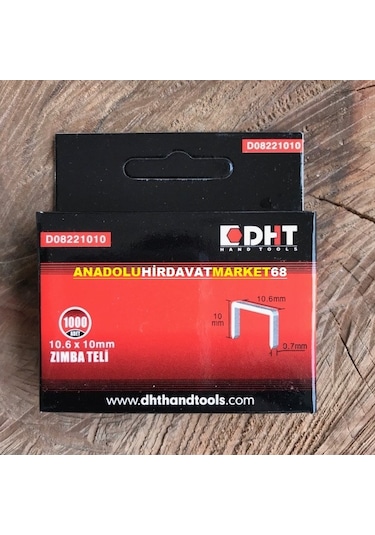 D08221010
DHT
HAND TOOLS
D08221010
ANADOLUHIRDAVATMARKET68
10.6mm
1000
ADET
10 mm
10.6 x 10mm
0.7mm
ZIMBA TELİ
www.dhthandtools.com